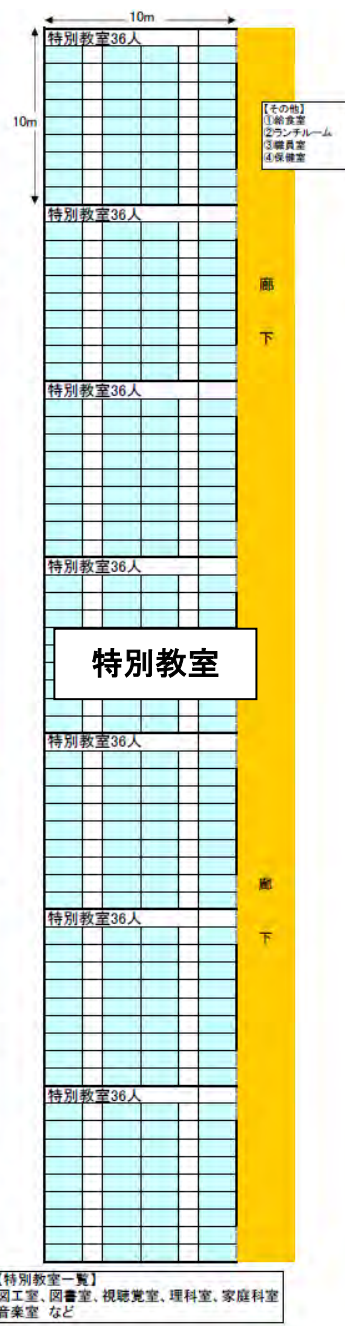 10m
特別教室36人
10m
【その他】
①給食室
②ランチルーム
③職員室
④保健室
特別教室36人
廊
下
特別教室36人
特別教室36人
特別教室
特別教室36人
廊
下
特別教室36人
特別教室36人
【特別教室一覧】
図工室、図書室、視聴覚室、理科室、家庭科室
音楽室 など